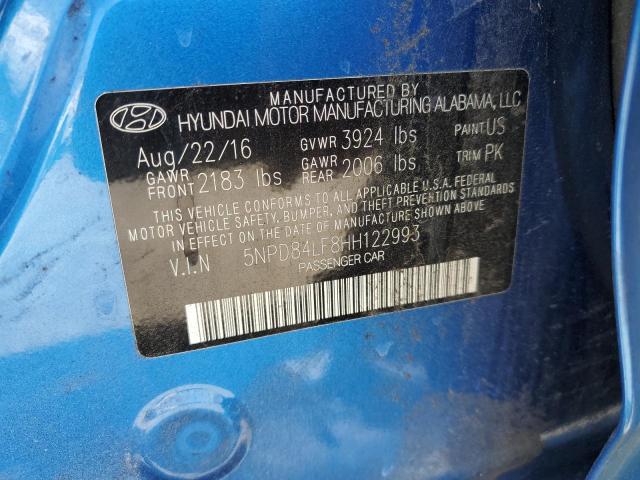 MANUFACTURED BY
HYUNDAI MOTOR MANUFACTURING ALABAMA, LLC
Aug/22/16 GVWR 3924 lbs PAINT US
GAWR FRONT 2183 lbs GAWR REAR 2006 lbs TRIM PK
THIS VEHICLE CONFORMS TO ALL APPLICABLE U.S.A. FEDERAL
MOTOR VEHICLE SAFETY, BUMPER, AND THEFT PREVENTION STANDARDS
IN EFFECT ON THE DATE OF MANUFACTURE SHOWN ABOVE
V.I.N 5NPD84LF8HH122993
PASSENGER CAR